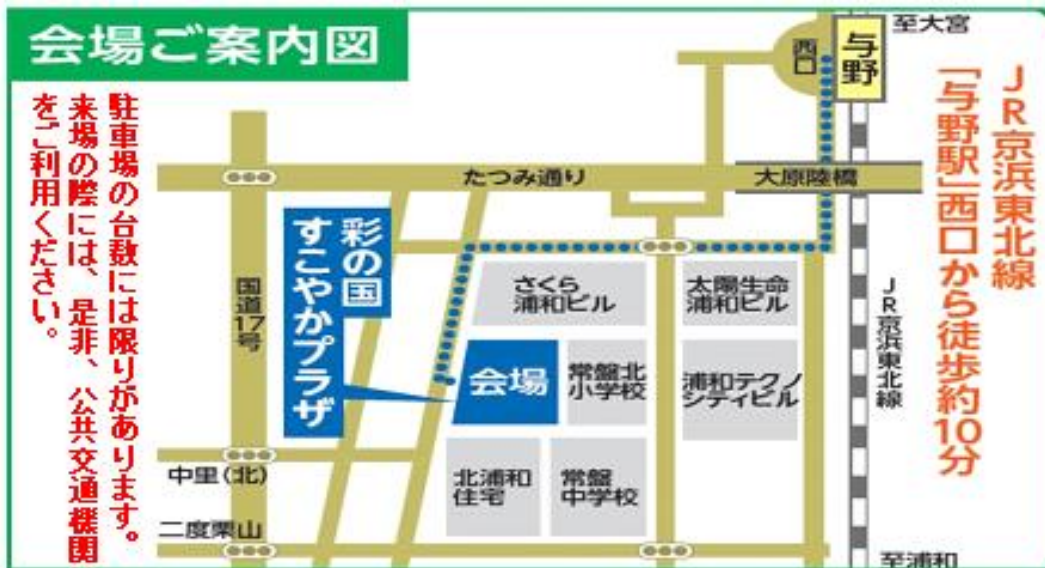 会場ご案内図
駐車場の台数には限りがあります。
来場の際には、是非、公共交通機関
をご利用ください。
至大宮
与野
西口
JR京浜東北線
「与野駅」西口から徒歩約10分
たつみ通り
大原陸橋
彩の国
すこやかプラザ
国道17号
さくら
浦和ビル
太陽生命
浦和ビル
JR京浜東北線
会場
常盤北
小学校
浦和テクノ
シティビル
中里(北)
北浦和
住宅
常盤
中学校
二度栗山
至浦和